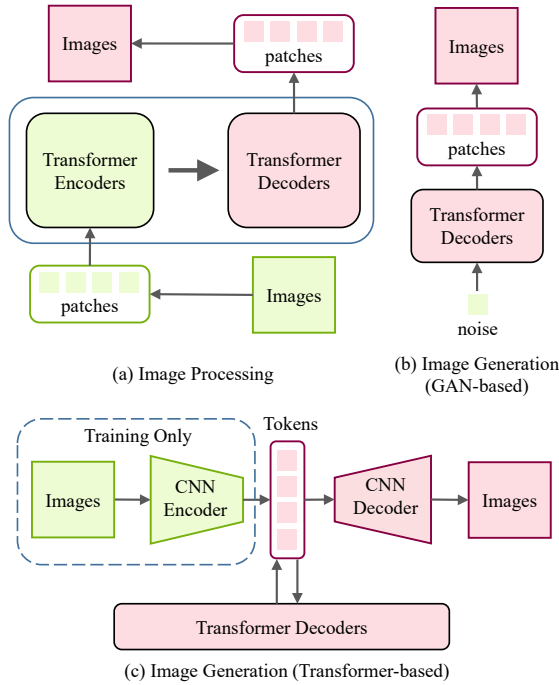 Images
patches
Transformer
Encoders
Transformer
Decoders
patches
Images
(a) Image Processing
Images
patches
Transformer
Decoders
noise
(b) Image Generation
(GAN-based)
Training Only
Images
CNN
Encoder
Tokens
CNN
Decoder
Images
Transformer Decoders
(c) Image Generation (Transformer-based)